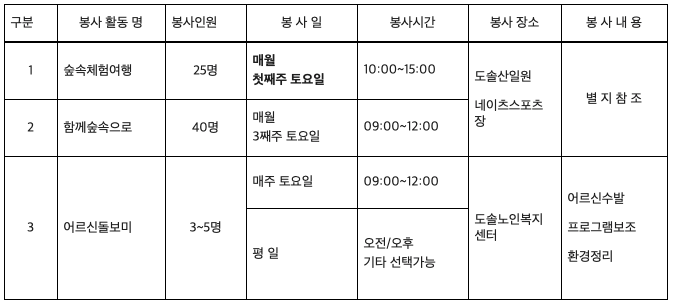 구분 봉사 활동 명 봉사인원 봉 사 일 봉사시간 봉사 장소 봉 사 내 용
1 숲속체험여행 25명 매월 첫째주 토요일 10:00~15:00
도솔산일원
네이츠스포츠
장
별 지 참 조
2 함께숲속으로 40명 매월 3째주 토요일 09:00~12:00
3 어르신돌보미 3~5명
매주 토요일 09:00~12:00
평 일 오전/오후
기타 선택가능
도솔노인복지
센터
어르신수발
프로그램보조
환경정리